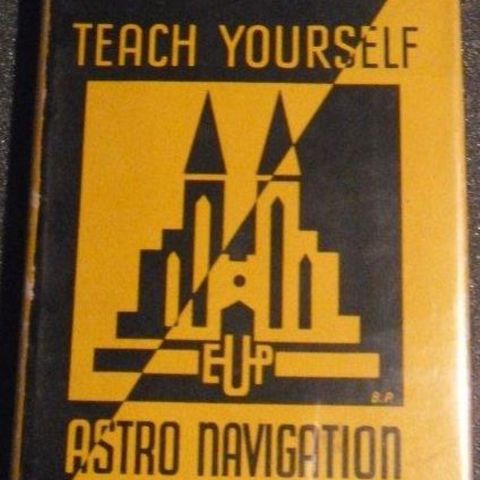 TEACH YOURSELF
EUP
B.P.
ASTRO NAVIGATION